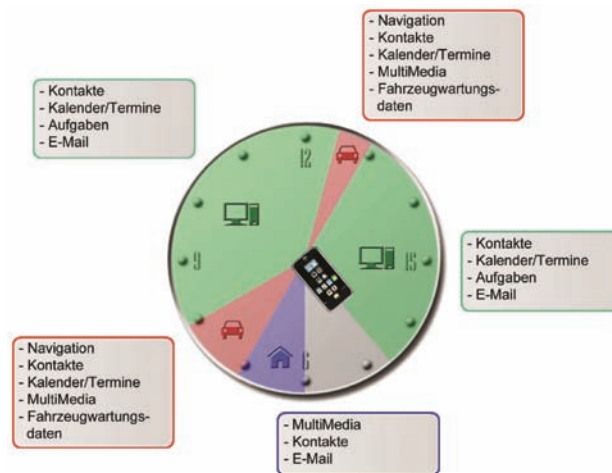 - Navigation
- Kontakte
- Kalender/Termine
- MultiMedia
- Fahrzeugwartungs-
daten
- Kontakte
- Kalender/Termine
- Aufgaben
- E-Mail
12
9
15
6
- Kontakte
- Kalender/Termine
- Aufgaben
- E-Mail
- Navigation
- Kontakte
- Kalender/Termine
- MultiMedia
- Fahrzeugwartungs-
daten
- MultiMedia
- Kontakte
- E-Mail